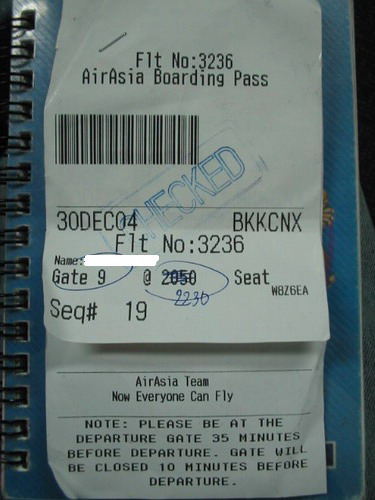 Flt No:3236
AirAsia Boarding Pass
CHECKED
30DEC04 BKKCNX
Flt No:3236
Name:
Gate 9 @ 2050 Seat
2230
W8Z6EA
Seq# 19
AirAsia Team
Now Everyone Can Fly
NOTE: PLEASE BE AT THE
DEPARTURE GATE 35 MINUTES
BEFORE DEPARTURE. GATE WILL
BE CLOSED 10 MINUTES BEFORE
DEPARTURE.